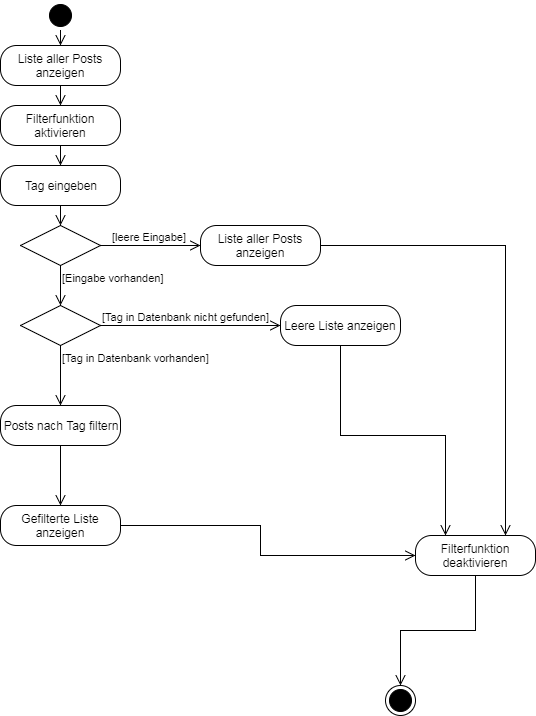 Liste aller Posts
anzeigen
Filterfunktion
aktivieren
Tag eingeben
[leere Eingabe]
Liste aller Posts
anzeigen
[Eingabe vorhanden]
[Tag in Datenbank nicht gefunden]
Leere Liste anzeigen
[Tag in Datenbank vorhanden]
Posts nach Tag filtern
Gefilterte Liste
anzeigen
Filterfunktion
deaktivieren